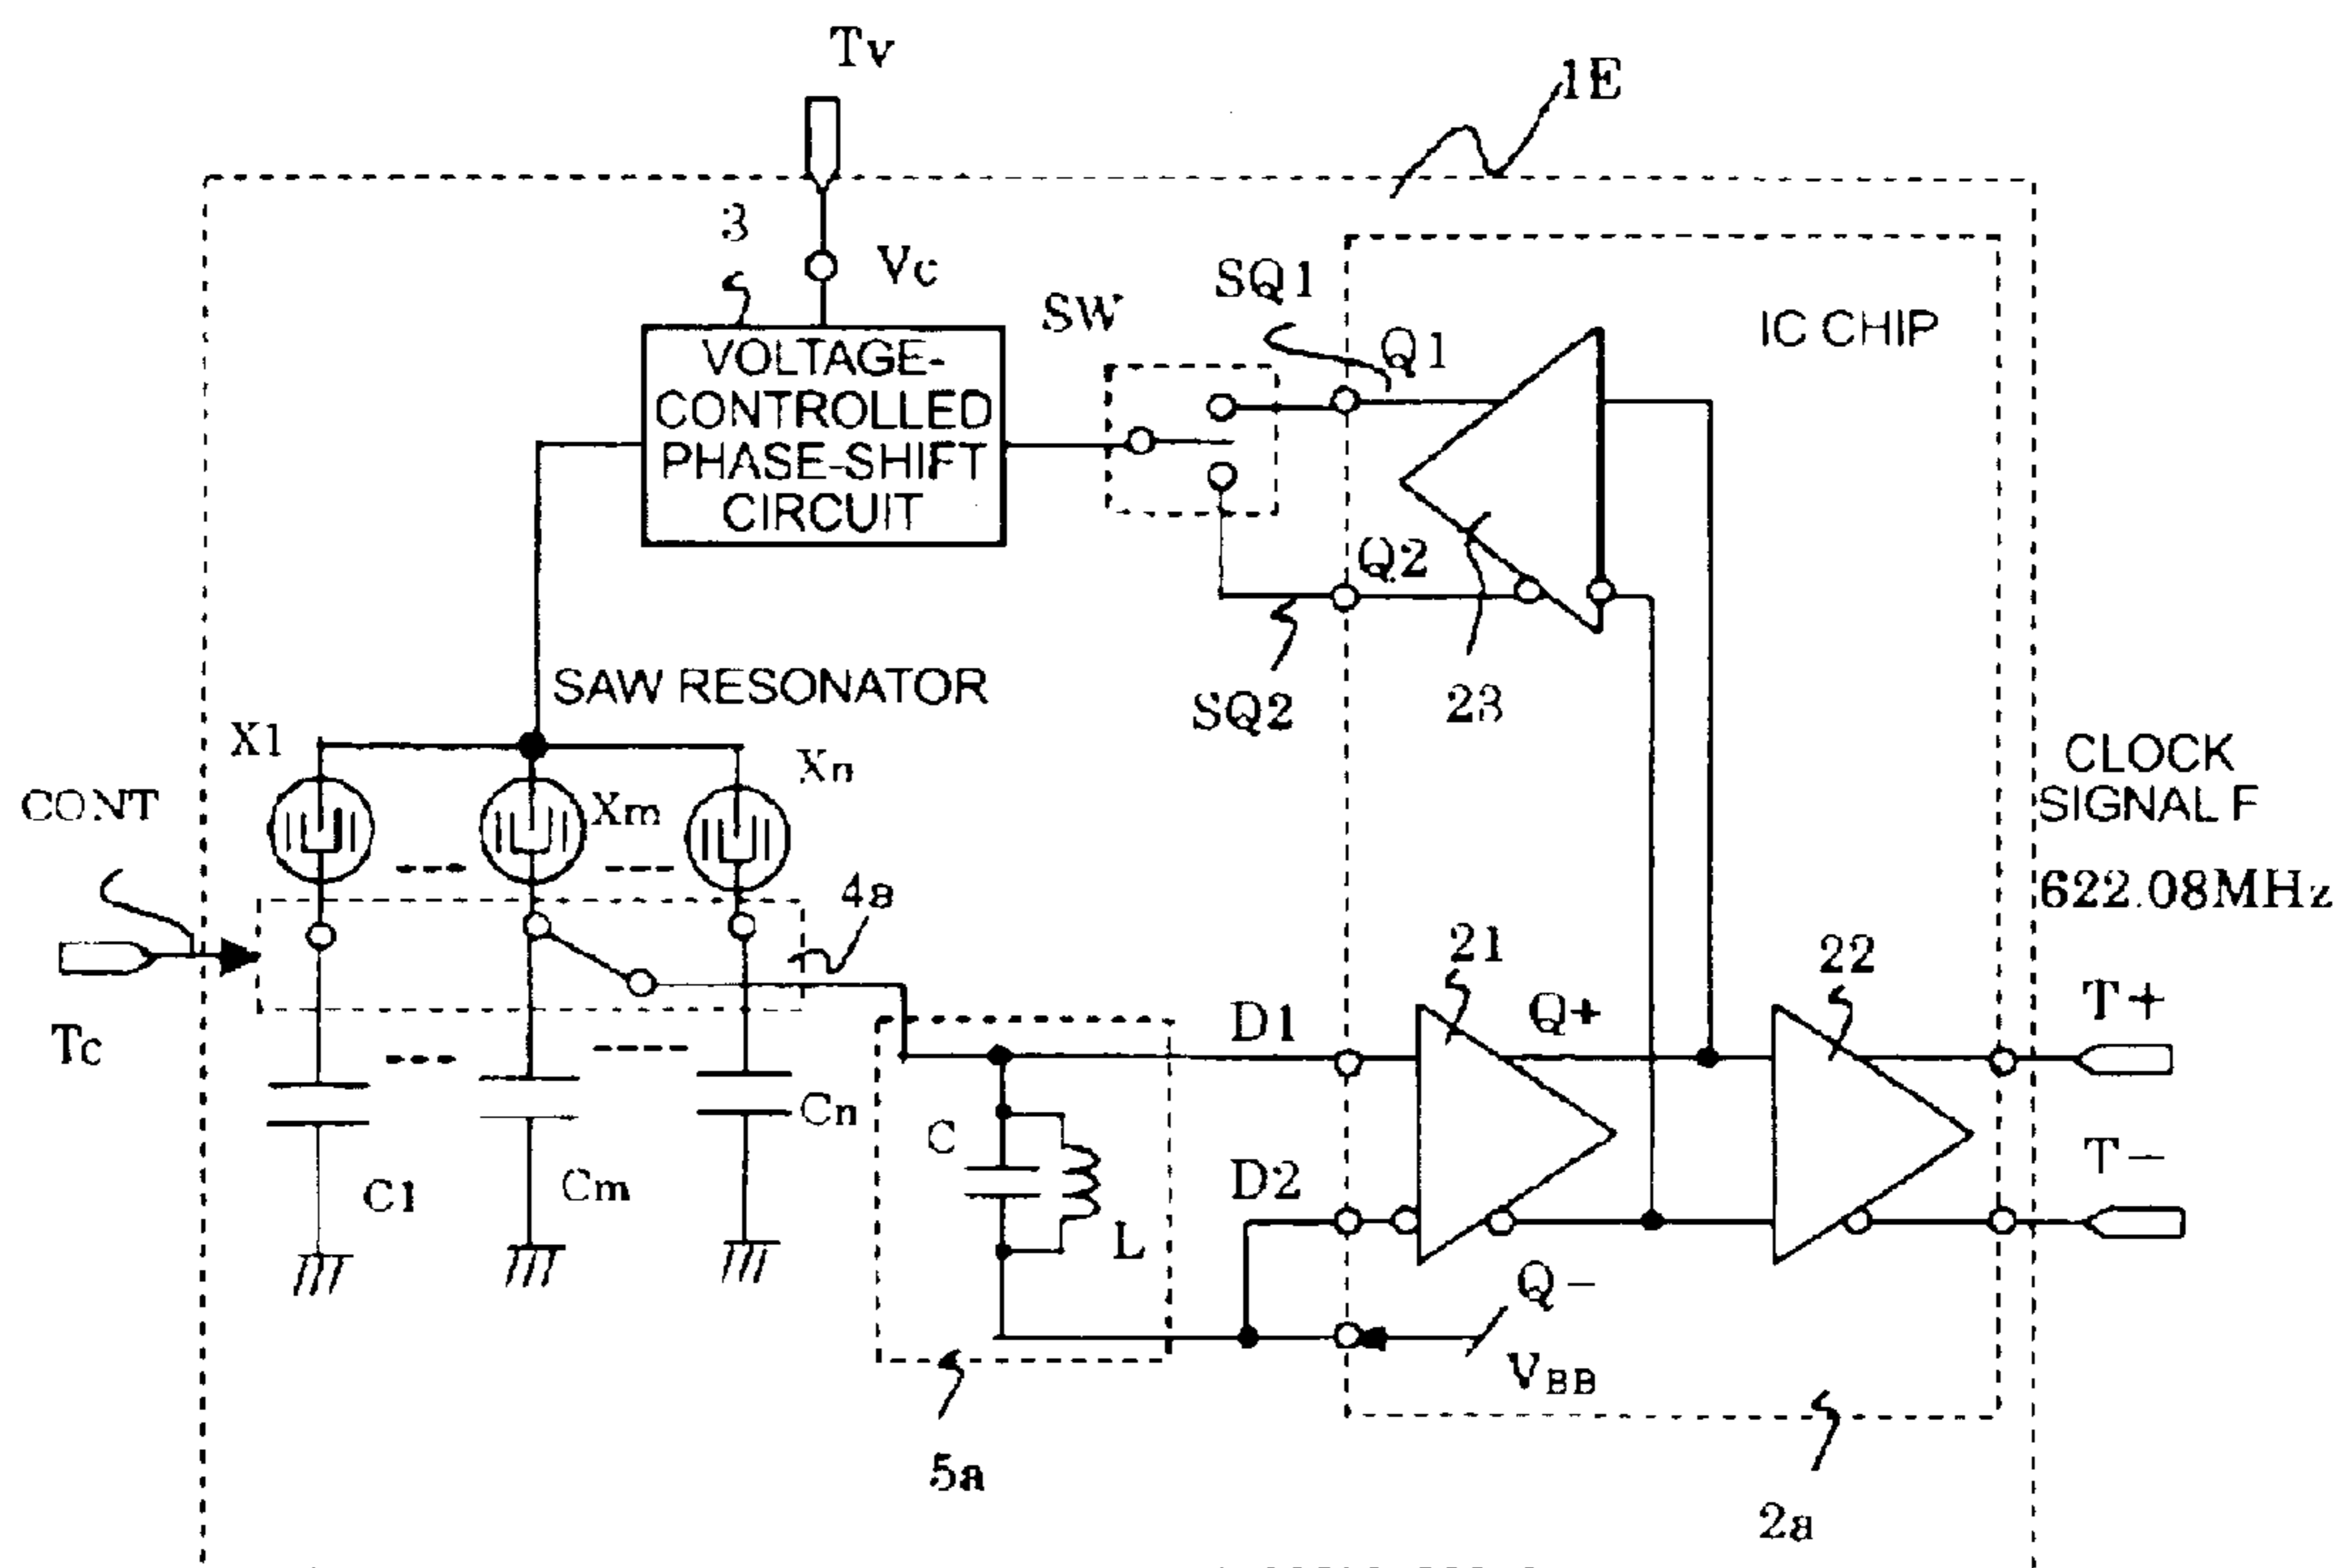 Tv
1E
3
Vc
SQ1
SW
Q1
IC CHIP
VOLTAGE-
CONTROLLED
PHASE-SHIFT
CIRCUIT
Q2
SAW RESONATOR
SQ2
23
X1
Xn
CLOCK
SIGNAL F
CONT
Xm
4a
622.08MHz
21
22
T+
D1
Q+
Tc
Cn
C
T-
D2
C1
Cm
L
Q-
VBB
5a
2a